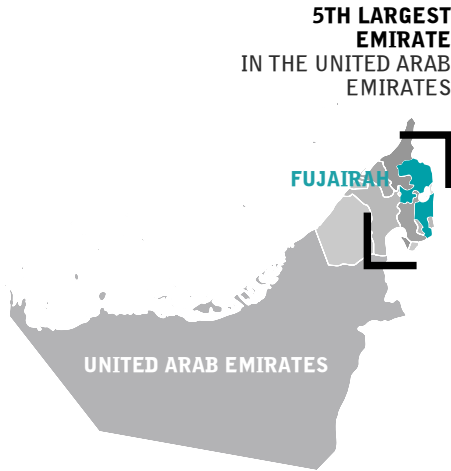 5TH LARGEST
EMIRATE
IN THE UNITED ARAB
EMIRATES
FUJAIRAH
UNITED ARAB EMIRATES